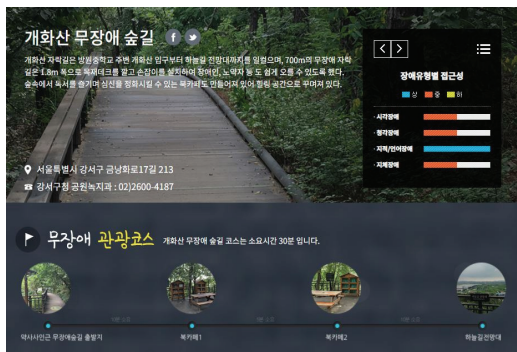 개화산 무장애 숲길
개화산 자락길은 방원중학교 주변 개화산 입구부터 하늘길 전망대까지를 일컬으며, 700m의 무장애 자락
길은 1.8m 폭으로 목재데크를 깔고 손잡이를 설치하여 장애인, 노약자 등 도 쉽게 오를 수 있도록 했다.
숲속에서 독서를 즐기며 심신을 정화시킬 수 있는 북카페도 만들어져 있어 힐링 공간으로 꾸며져 있다.
서울특별시 강서구 금낭화로17길 213
강서구청 공원녹지과 : 02)2600-4187
장애유형별 접근성
상 중 하
· 시각장애
· 청각장애
· 지적/언어장애
· 지체장애
무장애 관광코스 개화산 무장애 숲길 코스는 소요시간 30분 입니다.
약사사인근 무장애숲길 출발지
북카페1
북카페2
하늘길전망대